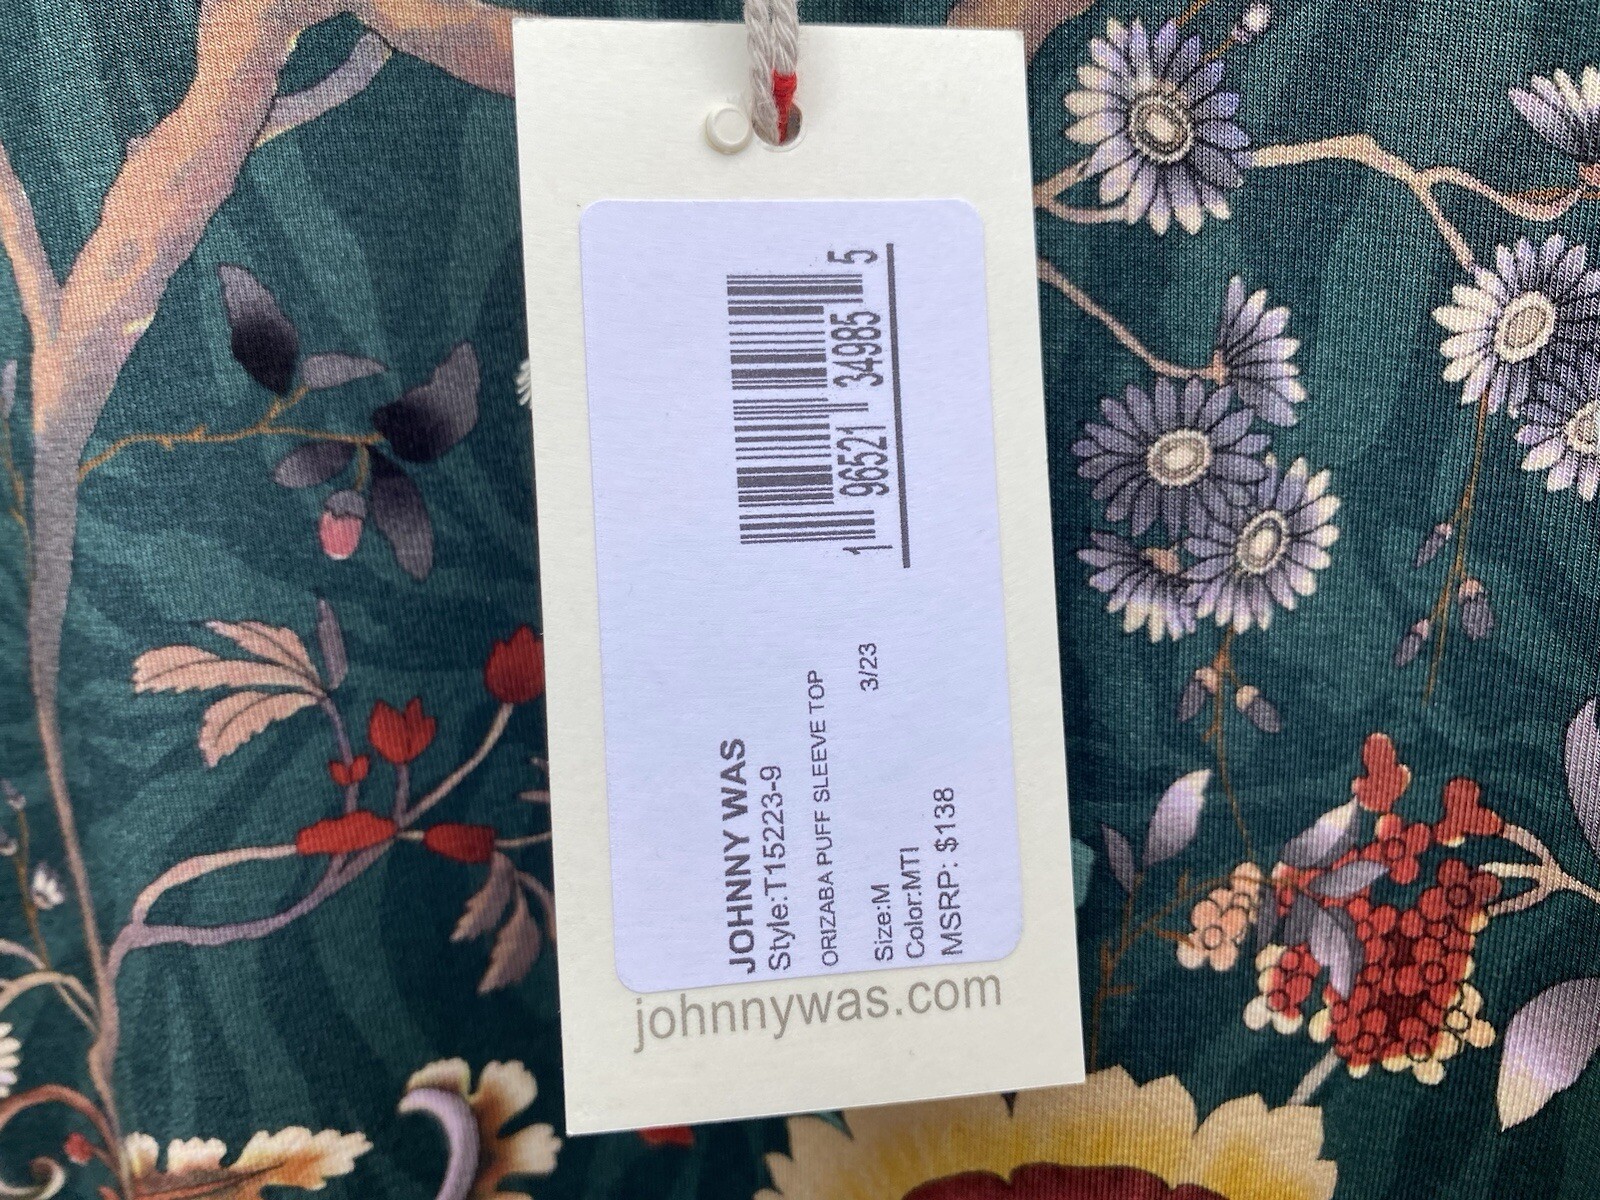 JOHNNY WAS
Style:T15223-9
ORIZABA PUFF SLEEVE TOP
3/23
Size:M
Color:MTI
MSRP: $138
1 96521 34985 5
johnnywas.com